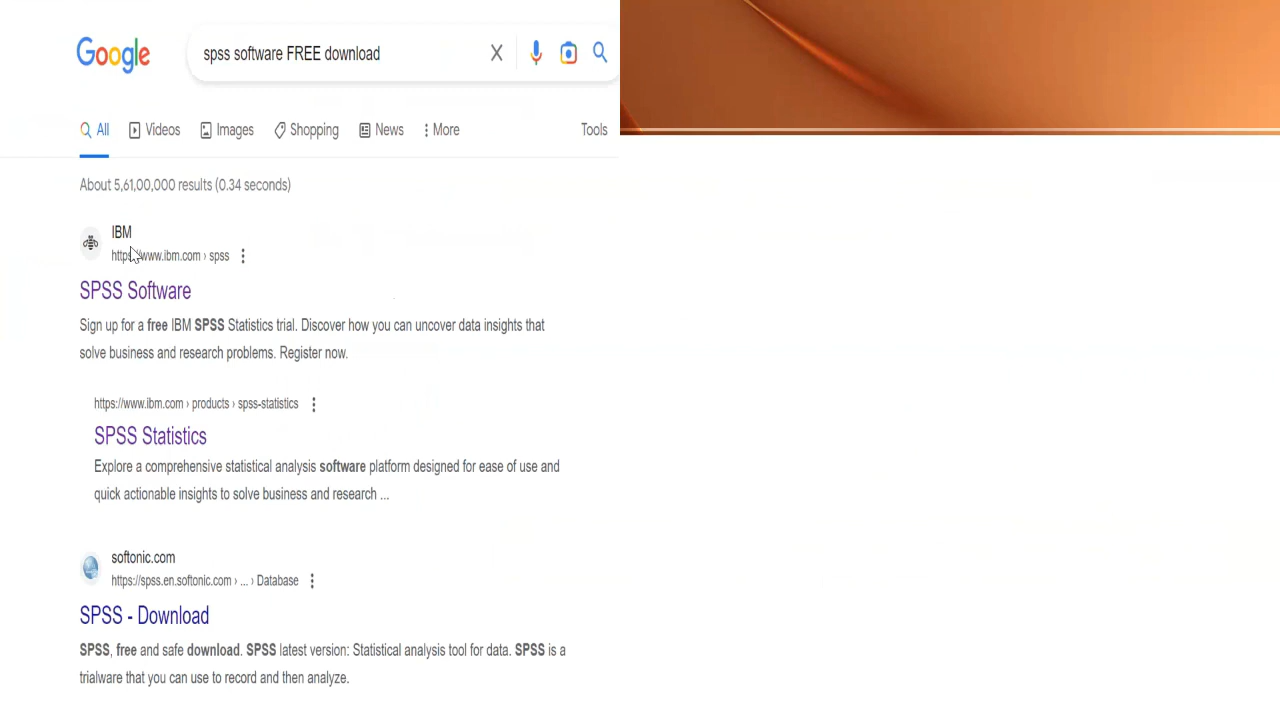 Google
spss software FREE download
All Videos Images Shopping News More Tools
About 5,61,00,000 results (0.34 seconds)
IBM
https://www.ibm.com › spss
SPSS Software
Sign up for a free IBM SPSS Statistics trial. Discover how you can uncover data insights that
solve business and research problems. Register now.
https://www.ibm.com › products › spss-statistics
SPSS Statistics
Explore a comprehensive statistical analysis software platform designed for ease of use and
quick actionable insights to solve business and research ...
softonic.com
https://spss.en.softonic.com › ... › Database
SPSS - Download
SPSS, free and safe download. SPSS latest version: Statistical analysis tool for data. SPSS is a
trialware that you can use to record and then analyze.